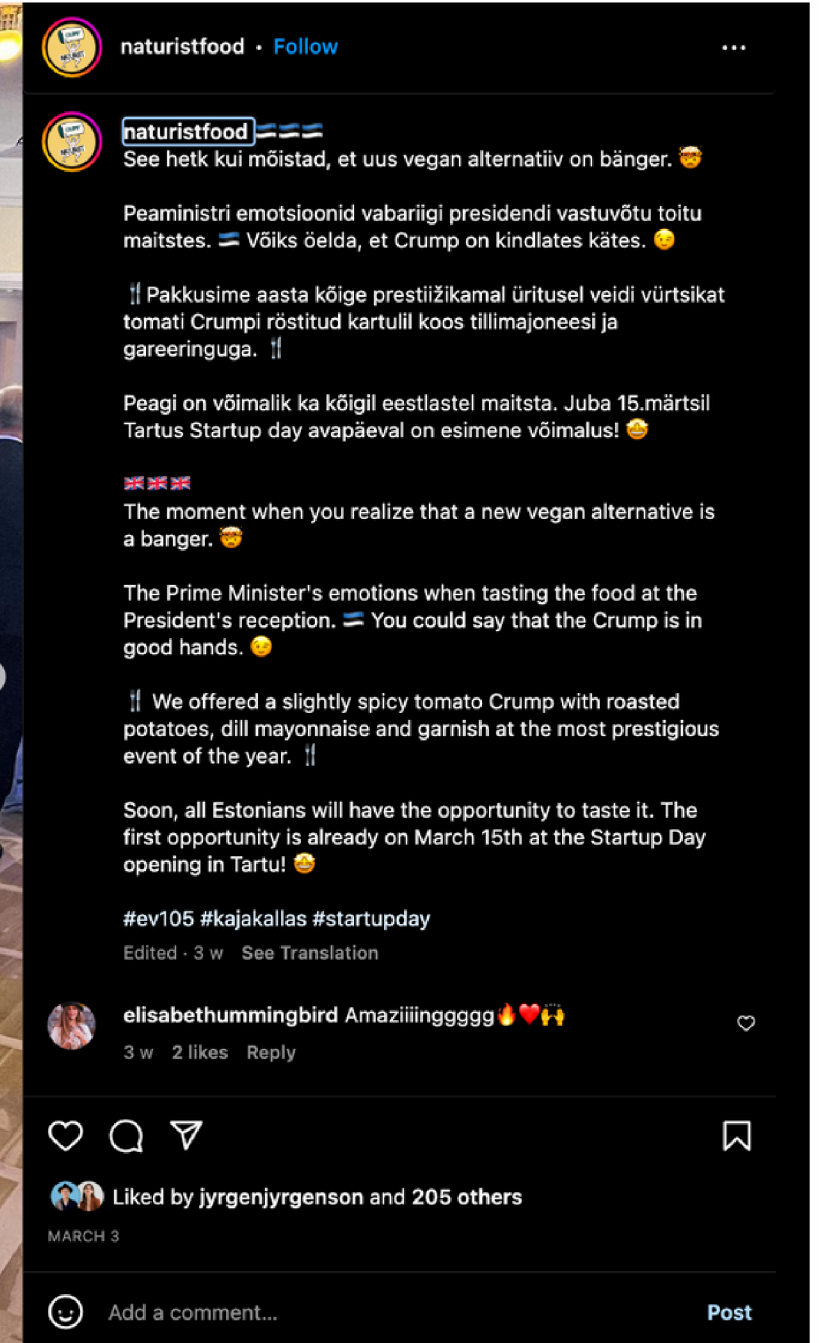 naturistfood • Follow
naturistfood 🇪🇪🇪🇪🇪🇪
See hetk kui mõistad, et uus vegan alternatiiv on bänger. 🤯
Peaministri emotsioonid vabariigi presidendi vastuvõtu toitu
maitstes. 🇪🇪 Võiks öelda, et Crump on kindlates kätes. 😉
🍴Pakkusime aasta kõige prestiižikamal üritusel veidi vürtsikat
tomati Crumpi röstitud kartulil koos tillimajoneesi ja
gareeringuga. 🍴
Peagi on võimalik ka kõigil eestlastel maitsta. Juba 15.märtsil
Tartus Startup day avapäeval on esimene võimalus! 🤩
🇬🇧🇬🇧🇬🇧
The moment when you realize that a new vegan alternative is
a banger. 🤯
The Prime Minister's emotions when tasting the food at the
President's reception. 🇪🇪 You could say that the Crump is in
good hands. 😉
🍴 We offered a slightly spicy tomato Crump with roasted
potatoes, dill mayonnaise and garnish at the most prestigious
event of the year. 🍴
Soon, all Estonians will have the opportunity to taste it. The
first opportunity is already on March 15th at the Startup Day
opening in Tartu! 🤩
#ev105 #kajakallas #startupday
Edited · 3 w See Translation
elisabethummingbird Amaziiiinggggg🔥❤️🙌
3 w 2 likes Reply
Liked by jyrgenjyrgenson and 205 others
MARCH 3
Add a comment... Post